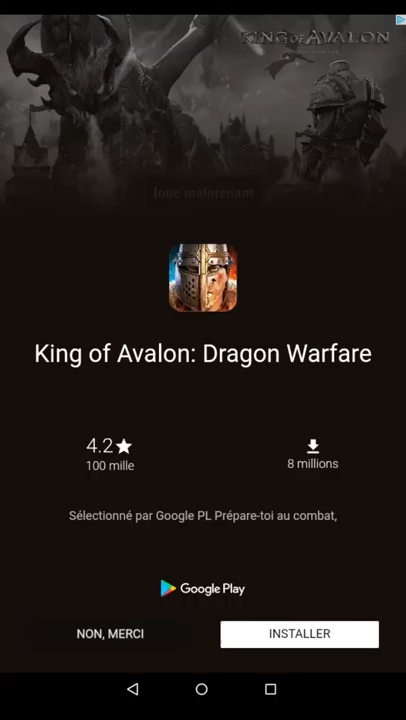 KING OF AVALON
Joue maintenant
King of Avalon: Dragon Warfare
4.2★
100 mille
8 millions
Sélectionné par Google PL Prépare-toi au combat,
Google Play
NON, MERCI
INSTALLER